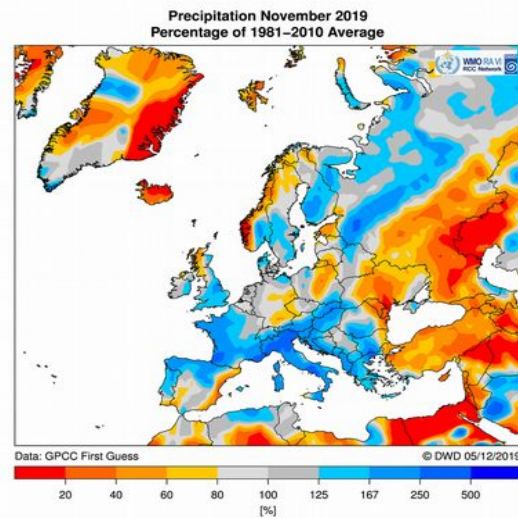 Precipitation November 2019
Percentage of 1981–2010 Average
WMO RA VI
RCC Network
Data: GPCC First Guess
© DWD 05/12/2019
20 40 60 80 100 125 167 250 500
[%]